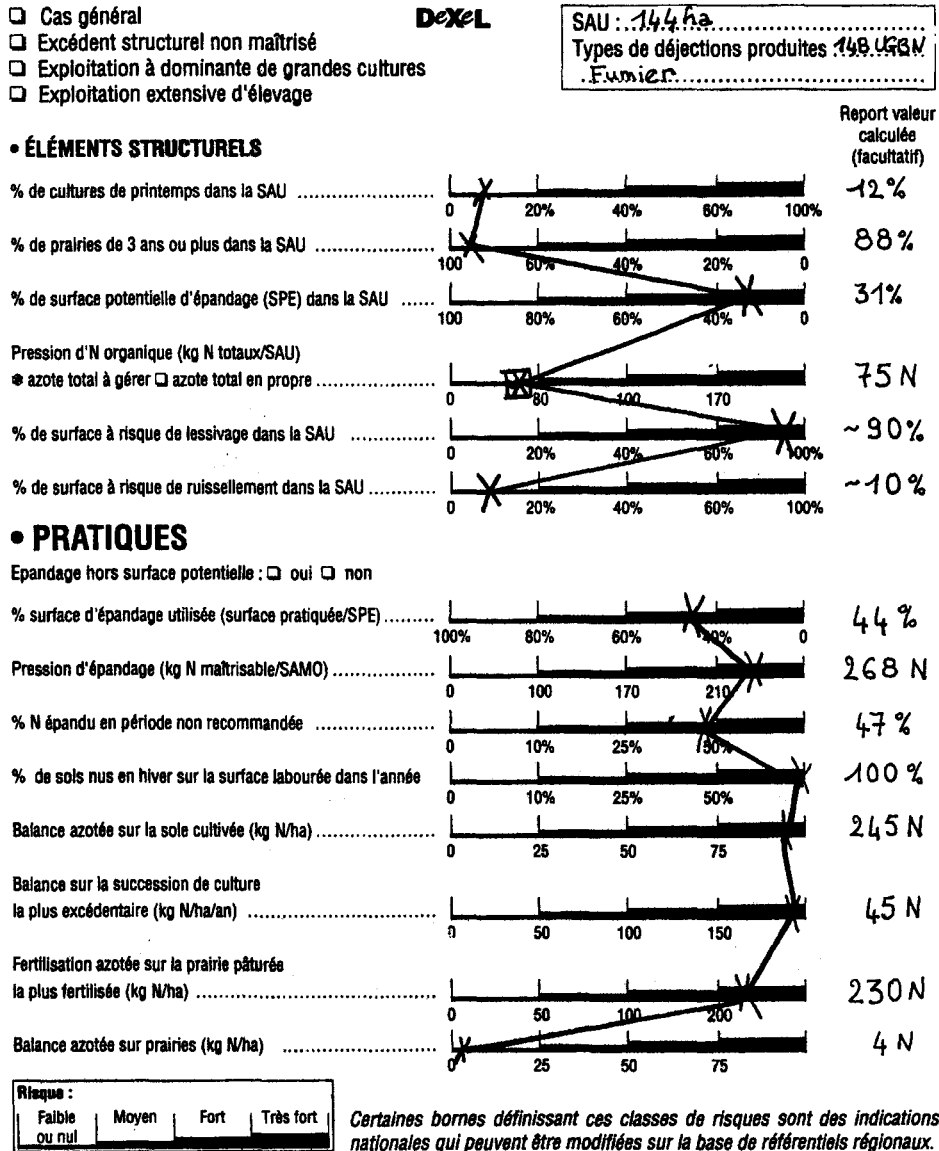 ❑ Cas général
❑ Excédent structurel non maîtrisé
❑ Exploitation à dominante de grandes cultures
❑ Exploitation extensive d'élevage
DeXeL
SAU : 144 ha
Types de déjections produites 148 UGBN
Fumier
Report valeur
calculée
(facultatif)
• ÉLÉMENTS STRUCTURELS
% de cultures de printemps dans la SAU 12%
0 20% 40% 60% 100%
% de prairies de 3 ans ou plus dans la SAU 88%
100 60% 40% 20% 0
% de surface potentielle d'épandage (SPE) dans la SAU 31%
100 80% 60% 40% 0
Pression d'N organique (kg N totaux/SAU)
azote total à gérer ❑ azote total en propre 75 N
0 80 100 170
% de surface à risque de lessivage dans la SAU ~90%
0 20% 40% 60% 100%
% de surface à risque de ruissellement dans la SAU ~10%
0 20% 40% 60% 100%
• PRATIQUES
Epandage hors surface potentielle : ❑ oui ❑ non
% surface d'épandage utilisée (surface pratiquée/SPE) 44 %
100% 80% 60% 40% 0
Pression d'épandage (kg N maîtrisable/SAMO) 268 N
0 100 170 210
% N épandu en période non recommandée 47 %
0 10% 25% 50%
% de sols nus en hiver sur la surface labourée dans l'année 100 %
0 10% 25% 50%
Balance azotée sur la sole cultivée (kg N/ha) 245 N
0 25 50 75
Balance sur la succession de culture
la plus excédentaire (kg N/ha/an) 45 N
0 50 100 150
Fertilisation azotée sur la prairie pâturée
la plus fertilisée (kg N/ha) 230 N
0 50 100 200
Balance azotée sur prairies (kg N/ha) 4 N
0 25 50 75
Risque :
Faible ou nul Moyen Fort Très fort
Certaines bornes définissant ces classes de risques sont des indications
nationales qui peuvent être modifiées sur la base de référentiels régionaux.